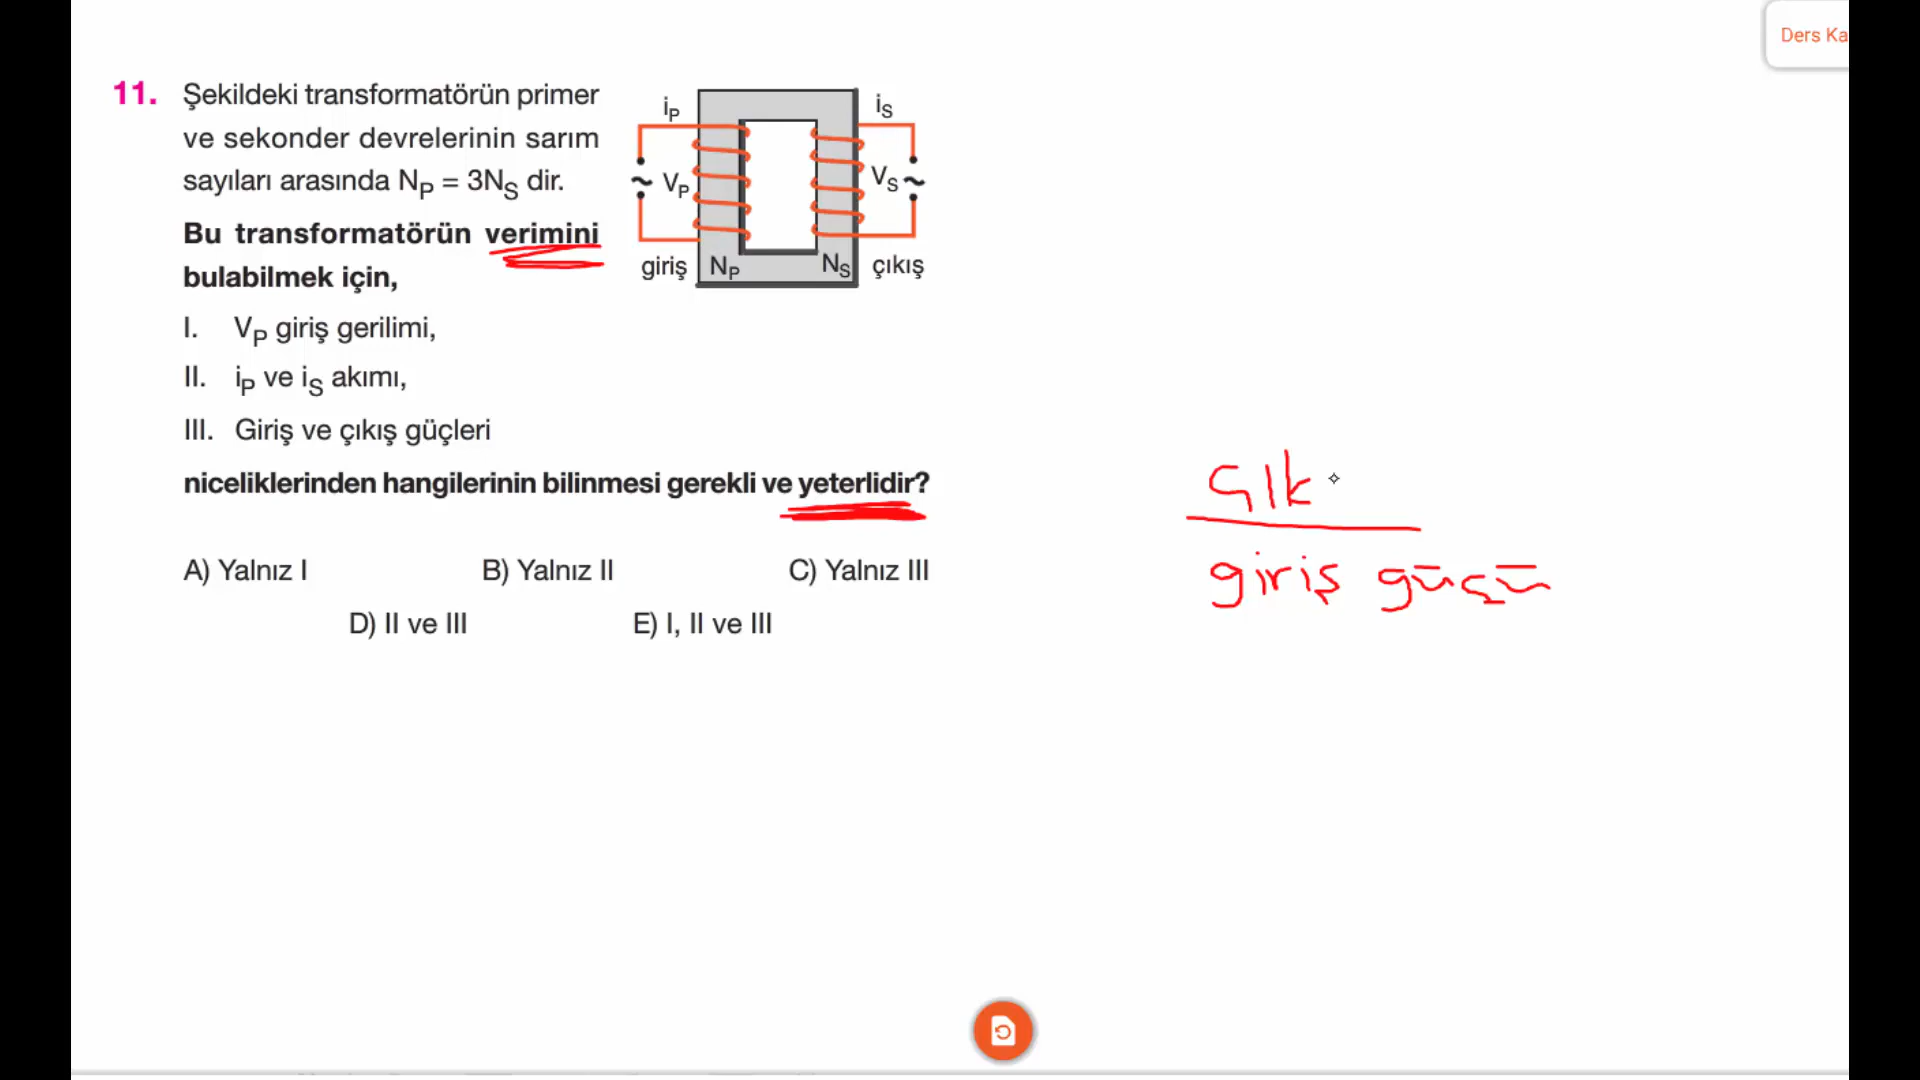 Ders Ka
11. Şekildeki transformatörün primer
ve sekonder devrelerinin sarım
sayıları arasında NP = 3NS dir.
Bu transformatörün verimini
bulabilmek için,
iP
iS
VP
VS
giriş
NP
NS
çıkış
I. VP giriş gerilimi,
II. iP ve iS akımı,
III. Giriş ve çıkış güçleri
niceliklerinden hangilerinin bilinmesi gerekli ve yeterlidir?
A) Yalnız I
B) Yalnız II
C) Yalnız III
D) II ve III
E) I, II ve III
çık
giriş gücü